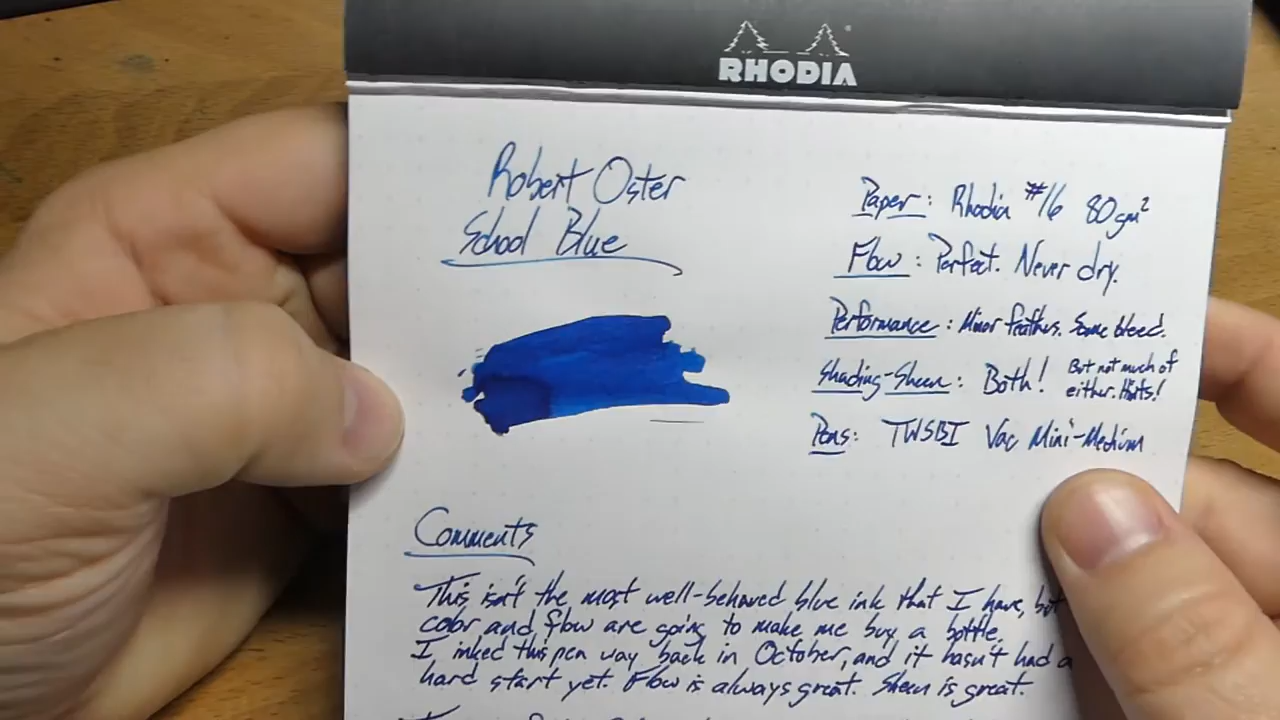 RHODIA
Robert Oster
School Blue
Paper: Rhodia #16 80gm²
Flow: Perfect. Never dry.
Performance: Minor feathers. Some bleed.
Shading-Sheen: Both! But not much of
either. Hints!
Pens: TWSBI Vac Mini-Medium
Comments
This isn't the most well-behaved blue ink that I have, but
color and flow are going to make me buy a bottle.
I inked this pen way back in October, and it hasn't had a
hard start yet. Flow is always great. Sheen is great.